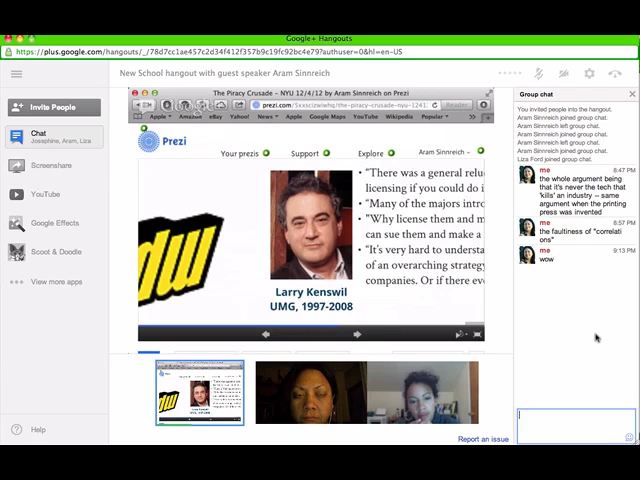 Google+ Hangouts
https://plus.google.com/hangouts/_/78d7cc1ae457c2d34f412f357b9c19fc92bc4e79?authuser=0&hl=en-US
New School hangout with guest speaker Aram Sinnreich
Invite People
Chat
Josephine, Aram, Liza
Screenshare
YouTube
Google Effects
Scoot & Doodle
View more apps
Help
The Piracy Crusade – NYU 12/4/12 by Aram Sinnreich on Prezi
Reader
Apple
Amazon
eBay
Yahoo!
Google Maps
YouTube
Wikipedia
Popular
Prezi
Your prezis
Support
Explore
Aram Sinnreich
• "There was a general relu
licensing if you could do i
• "Many of the majors intro
• "Why license them and m
can sue them and make a
• "It's very hard to understa
of an overarching strategy
companies. Or if there eve
Larry Kenswil
UMG, 1997-2008
Report an issue
Group chat
You invited people into the hangout.
Aram Sinnreich joined group chat.
Aram Sinnreich left group chat.
Aram Sinnreich joined group chat.
Aram Sinnreich left group chat.
Aram Sinnreich joined group chat.
Liza Ford joined group chat.
me 8:47 PM
the whole argument being
that it's never the tech that
'kills' an industry -- same
argument when the printing
press was invented
me 8:57 PM
the faultiness of "correlati
ons"
me 9:13 PM
wow